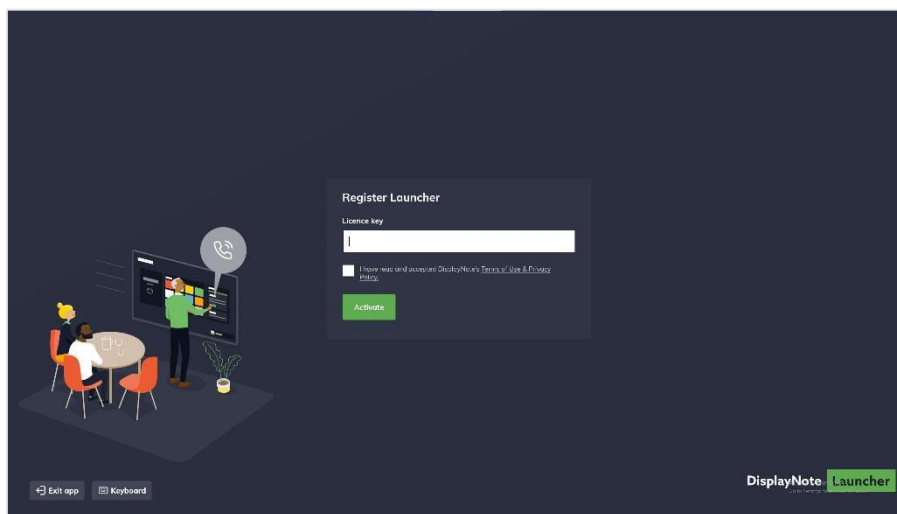 Register Launcher
Licence key
I have read and accepted DisplayNote's Terms of Use & Privacy
Policy.
Activate
Exit app
Keyboard
DisplayNote Launcher